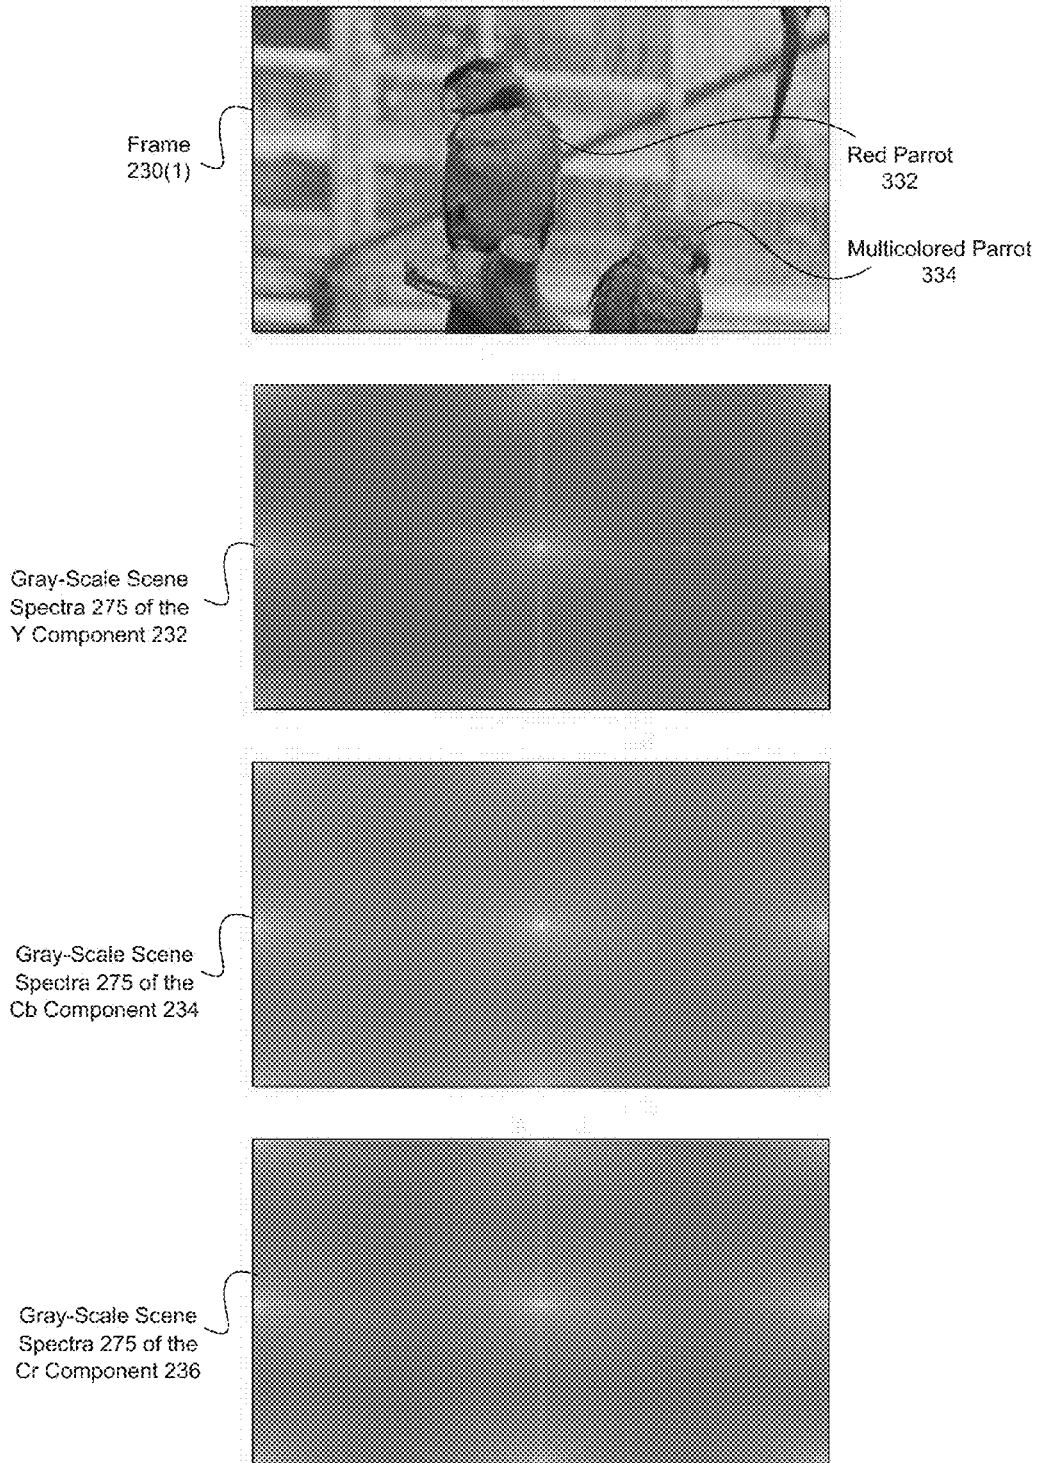 Frame
230(1)
Red Parrot
332
Multicolored Parrot
334
Gray-Scale Scene
Spectra 275 of the
Y Component 232
Gray-Scale Scene
Spectra 275 of the
Cb Component 234
Gray-Scale Scene
Spectra 275 of the
Cr Component 236